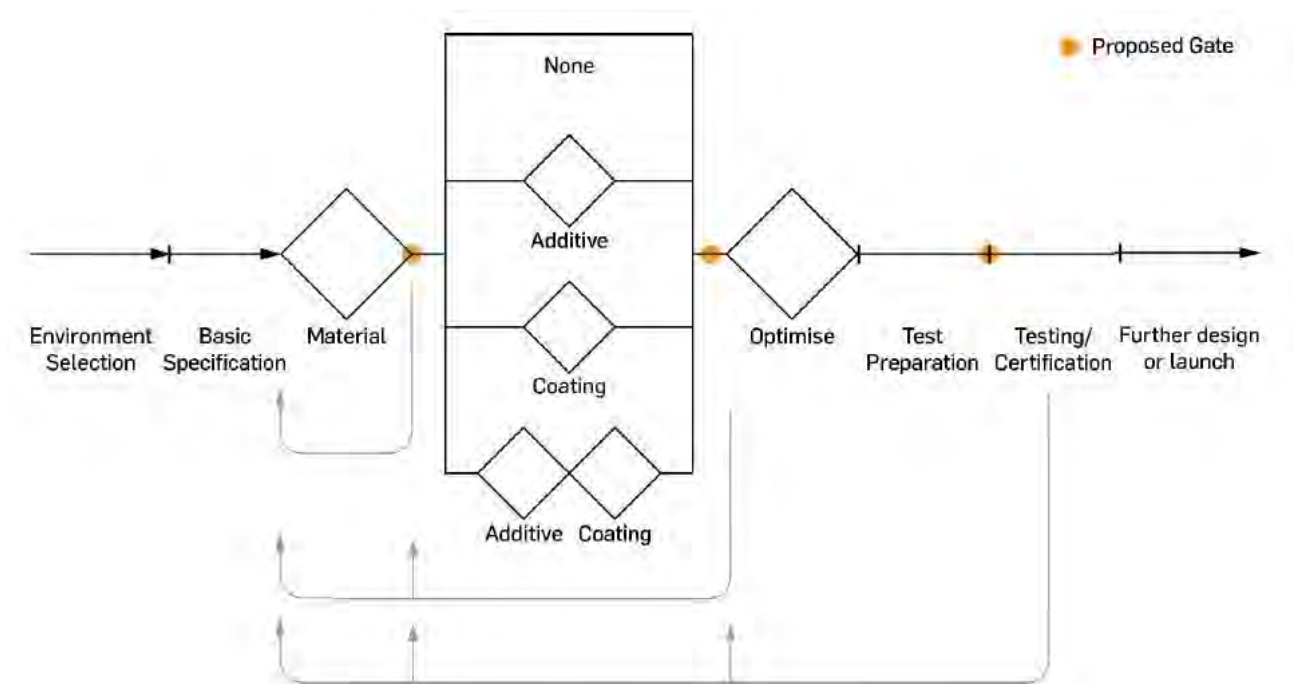 Proposed Gate
None
Additive
Coating
Additive Coating
Environment
Selection
Basic
Specification
Material
Optimise
Test
Preparation
Testing/
Certification
Further design
or launch